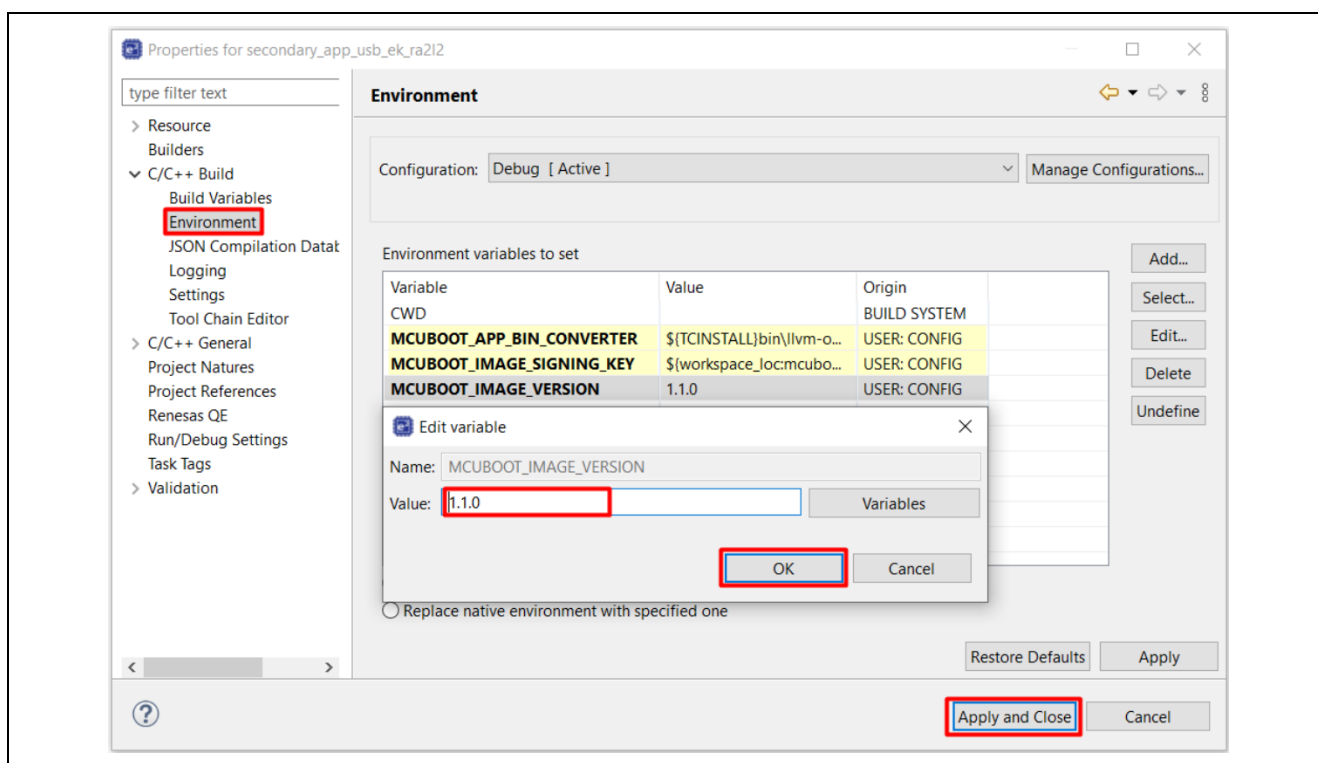 Properties for secondary_app_usb_ek_ra2l2
type filter text
Environment
Resource
Builders
C/C++ Build
Build Variables
Environment
JSON Compilation Datab
Logging
Settings
Tool Chain Editor
C/C++ General
Project Natures
Project References
Renesas QE
Run/Debug Settings
Task Tags
Validation
Configuration: Debug [ Active ] Manage Configurations...
Environment variables to set
Add...
Select...
Edit...
Delete
Undefine
Variable Value Origin
CWD BUILD SYSTEM
MCUBOOT_APP_BIN_CONVERTER ${TCINSTALL}bin\llvm-o... USER: CONFIG
MCUBOOT_IMAGE_SIGNING_KEY ${workspace_loc:mcubo... USER: CONFIG
MCUBOOT_IMAGE_VERSION 1.1.0 USER: CONFIG
Edit variable
Name: MCUBOOT_IMAGE_VERSION
Value: 1.1.0 Variables
OK Cancel
Replace native environment with specified one
Restore Defaults Apply
? Apply and Close Cancel